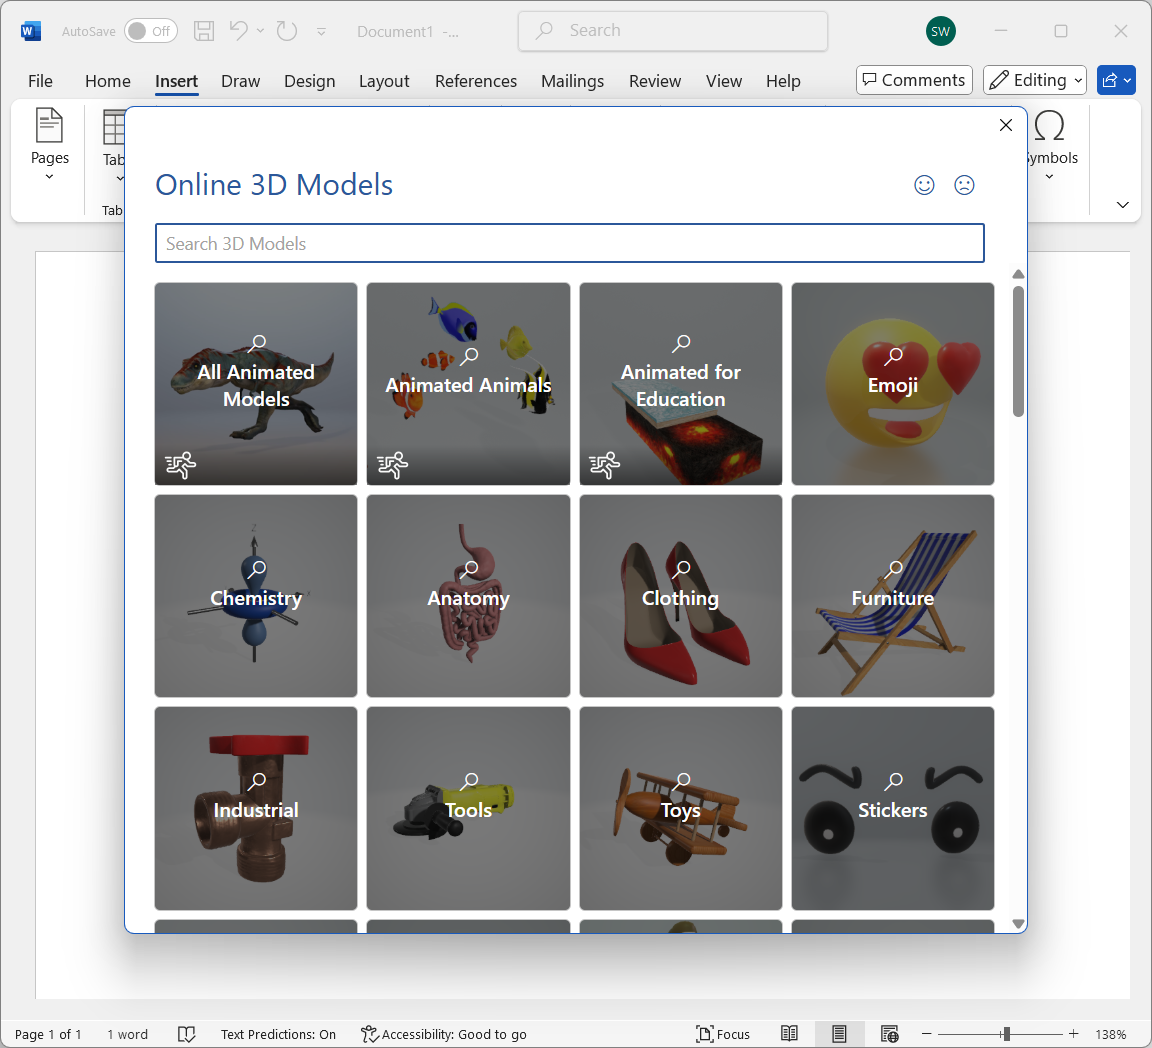 W AutoSave Off Document1 -... Search SW
File Home Insert Draw Design Layout References Mailings Review View Help Comments Editing
Pages
Tab
Tab
Symbols
Online 3D Models
Search 3D Models
All Animated
Models
Animated Animals
Animated for
Education
Emoji
Chemistry
Anatomy
Clothing
Furniture
Industrial
Tools
Toys
Stickers
Page 1 of 1 1 word Text Predictions: On Accessibility: Good to go Focus 138%